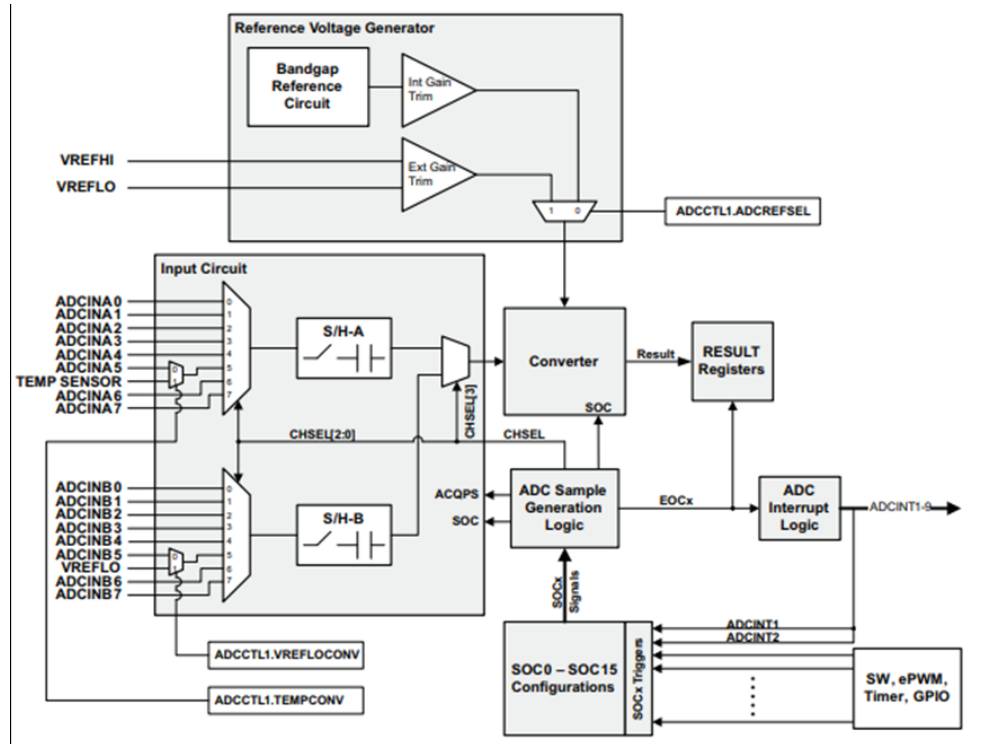 Reference Voltage Generator
Bandgap
Reference
Circuit
Int Gain
Trim
VREFHI
VREFLO
Ext Gain
Trim
1 0
ADCCTL1.ADCREFSEL
Input Circuit
ADCINA0
ADCINA1
ADCINA2
ADCINA3
ADCINA4
ADCINA5
TEMP SENSOR
ADCINA6
ADCINA7
0
1
2
3
4
5
6
7
0
1
S/H-A
CHSEL[2:0]
CHSEL[3]
CHSEL
Converter
SOC
Result
RESULT
Registers
ADCINB0
ADCINB1
ADCINB2
ADCINB3
ADCINB4
ADCINB5
VREFLO
ADCINB6
ADCINB7
0
1
2
3
4
5
6
7
0
1
S/H-B
ACQPS
SOC
ADC Sample
Generation
Logic
EOCx
ADC
Interrupt
Logic
ADCINT1-9
SOCx
Signals
ADCINT1
ADCINT2
SOC0 – SOC15
Configurations
SOCx Triggers
SW, ePWM,
Timer, GPIO
ADCCTL1.VREFLOCONV
ADCCTL1.TEMPCONV